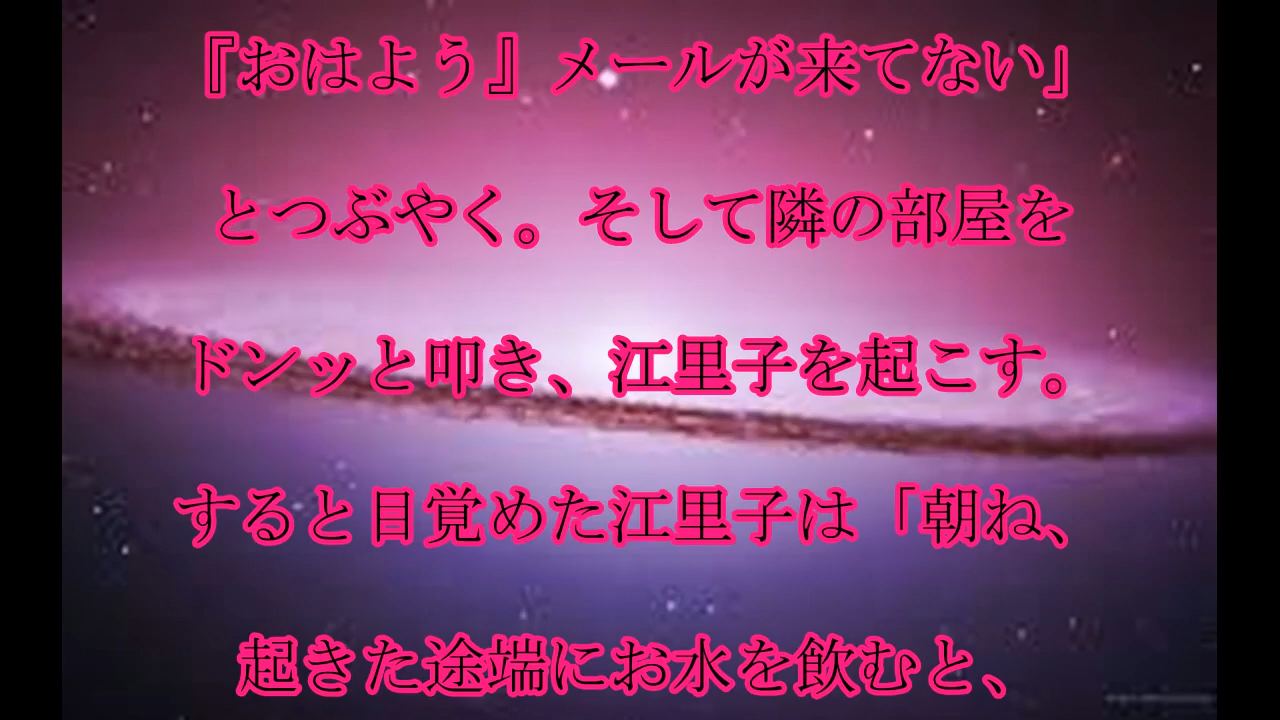 『おはよう』メールが来てない」
とつぶやく。そして隣の部屋を
ドンッと叩き、江里子を起こす。
すると目覚めた江里子は「朝ね、
起きた途端にお水を飲むと、